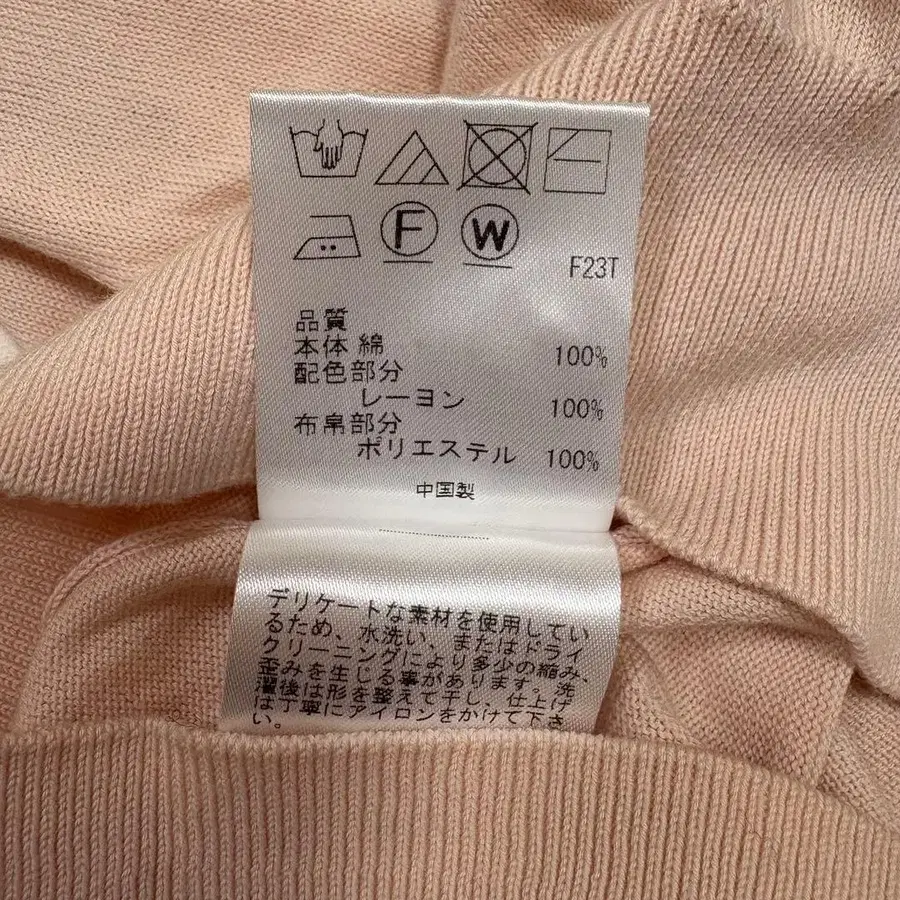 F W
F23T
品質
本体 綿 100%
配色部分
レーヨン 100%
布帛部分
ポリエステル 100%
中国製
デリケートな素材を使用してい
るため、水洗い、またはドライ
クリーニングにより多少の縮み、
歪みを生じる事があります。洗
濯後は形を整えて干し、仕上げ
は丁寧にアイロンをかけて下さ
い。